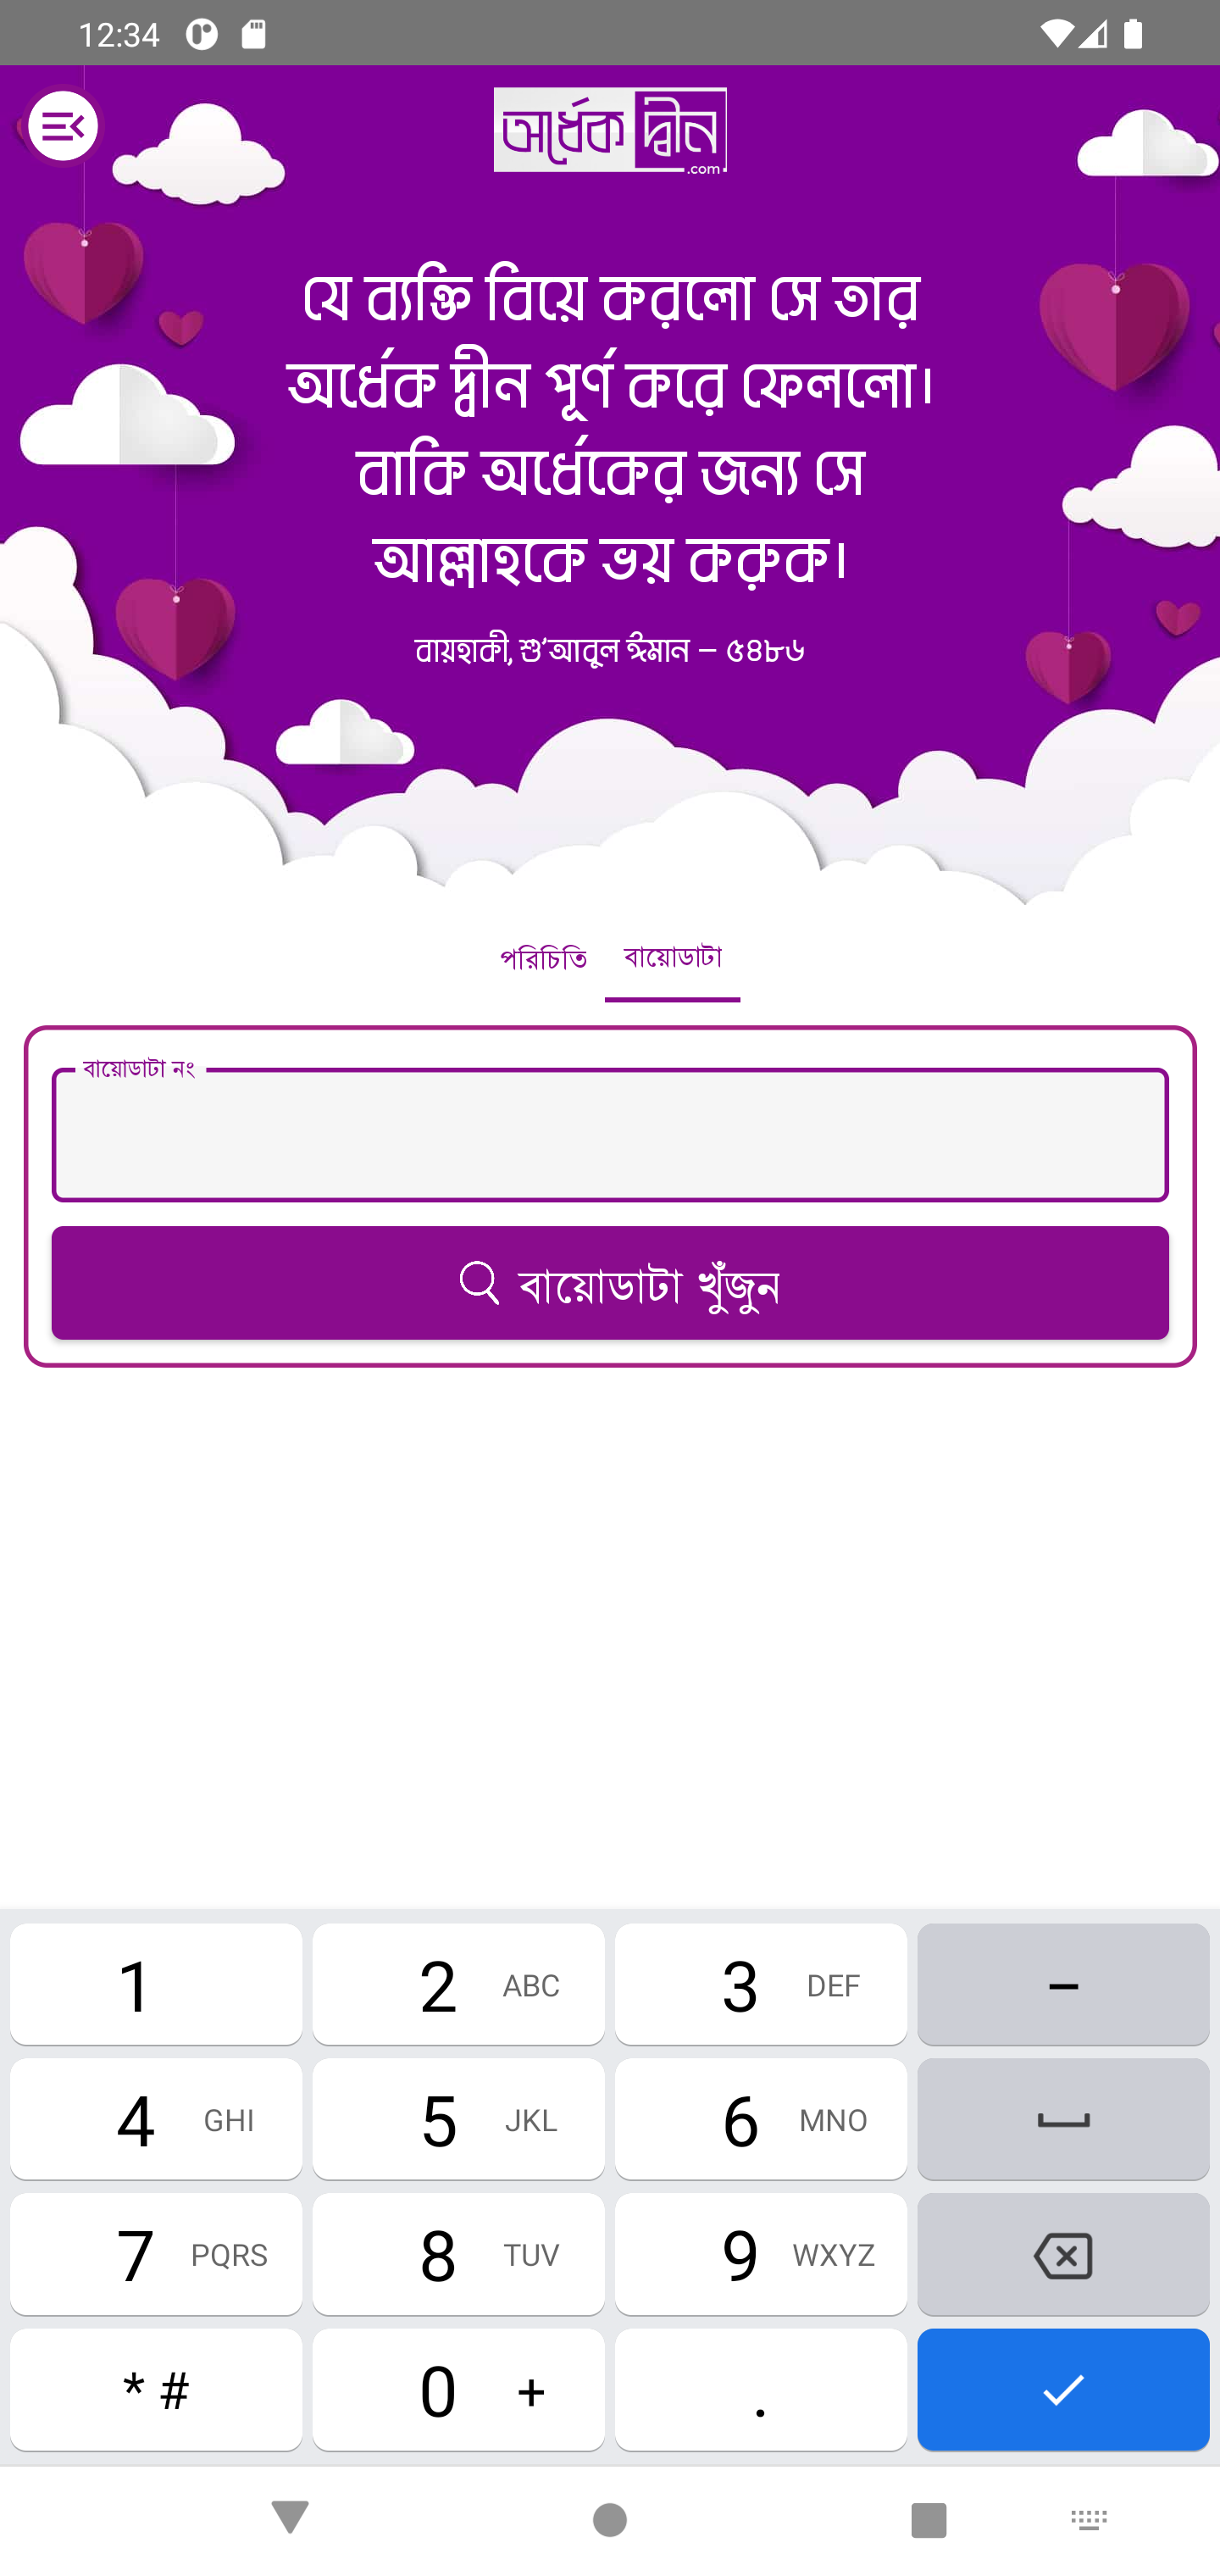 12:34
অর্ধেক দ্বীন
.com
যে ব্যক্তি বিয়ে করলো সে তার
অর্ধেক দ্বীন পূর্ণ করে ফেললো।
বাকি অর্ধেকের জন্য সে
আল্লাহকে ভয় করুক।
বায়হাকী, শু’আবুল ঈমান – ৫৪৮৬
পরিচিতি বায়োডাটা
বায়োডাটা নং
বায়োডাটা খুঁজুন
1 2 ABC 3 DEF –
4 GHI 5 JKL 6 MNO
7 PQRS 8 TUV 9 WXYZ
* # 0 + .